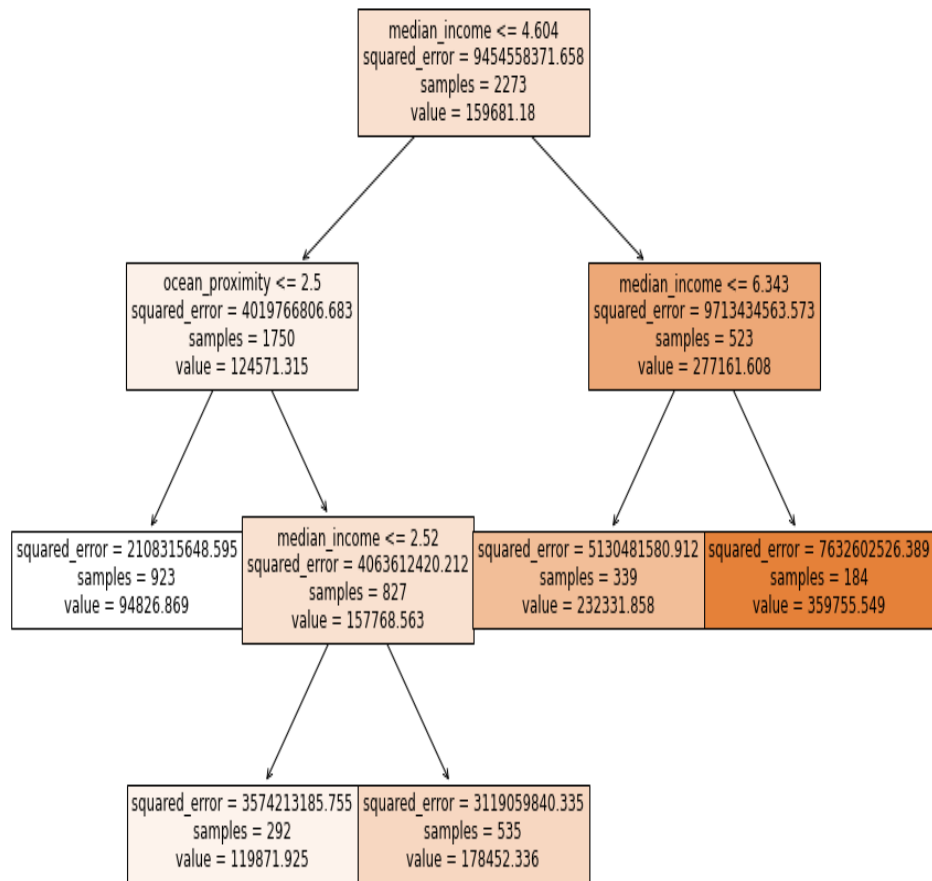 median_income <= 4.604
squared_error = 9454558371.658
samples = 2273
value = 159681.18
ocean_proximity <= 2.5
squared_error = 4019766806.683
samples = 1750
value = 124571.315
median_income <= 6.343
squared_error = 9713434563.573
samples = 523
value = 277161.608
squared_error = 2108315648.595
samples = 923
value = 94826.869
median_income <= 2.52
squared_error = 4063612420.212
samples = 827
value = 157768.563
squared_error = 5130481580.912
samples = 339
value = 232331.858
squared_error = 7632602526.389
samples = 184
value = 359755.549
squared_error = 3574213185.755
samples = 292
value = 119871.925
squared_error = 3119059840.335
samples = 535
value = 178452.336